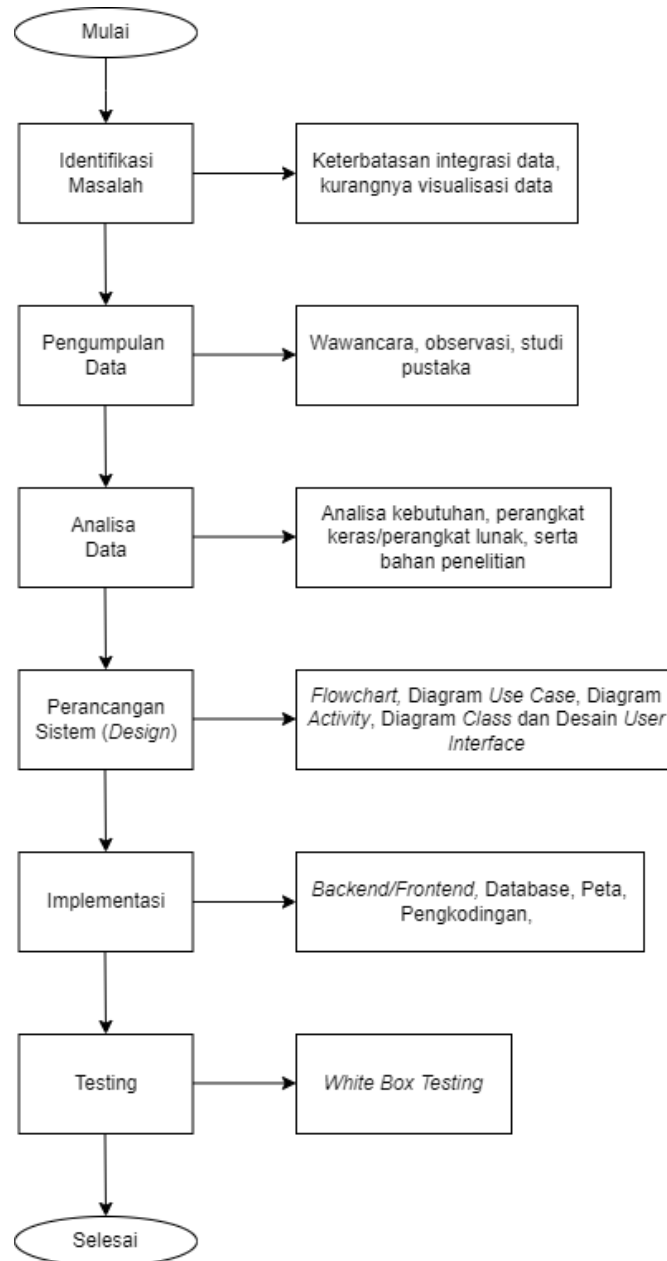 Mulai
Identifikasi
Masalah
Keterbatasan integrasi data,
kurangnya visualisasi data
Pengumpulan
Data
Wawancara, observasi, studi
pustaka
Analisa
Data
Analisa kebutuhan, perangkat
keras/perangkat lunak, serta
bahan penelitian
Perancangan
Sistem (Design)
Flowchart, Diagram Use Case, Diagram
Activity, Diagram Class dan Desain User
Interface
Implementasi
Backend/Frontend, Database, Peta,
Pengkodingan,
Testing
White Box Testing
Selesai